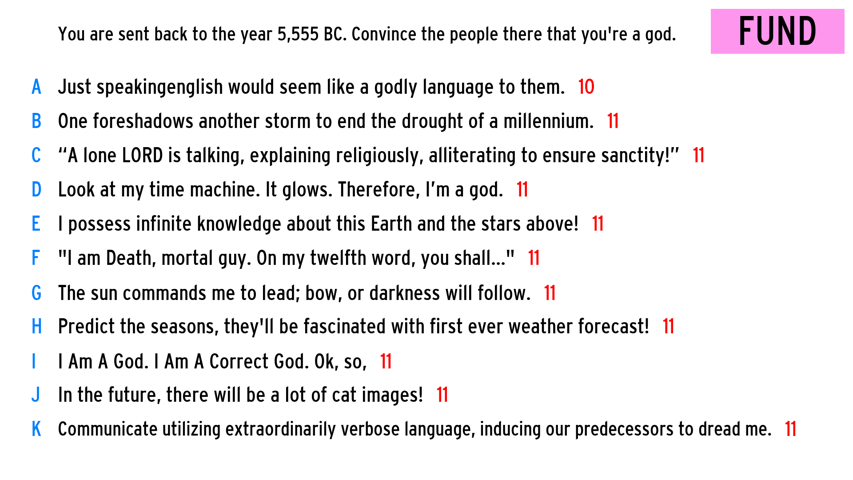 You are sent back to the year 5,555 BC. Convince the people there that you're a god.
FUND
A Just speakingenglish would seem like a godly language to them. 10
B One foreshadows another storm to end the drought of a millennium. 11
C “A lone LORD is talking, explaining religiously, alliterating to ensure sanctity!” 11
D Look at my time machine. It glows. Therefore, I’m a god. 11
E I possess infinite knowledge about this Earth and the stars above! 11
F "I am Death, mortal guy. On my twelfth word, you shall..." 11
G The sun commands me to lead; bow, or darkness will follow. 11
H Predict the seasons, they'll be fascinated with first ever weather forecast! 11
I I Am A God. I Am A Correct God. Ok, so, 11
J In the future, there will be a lot of cat images! 11
K Communicate utilizing extraordinarily verbose language, inducing our predecessors to dread me. 11